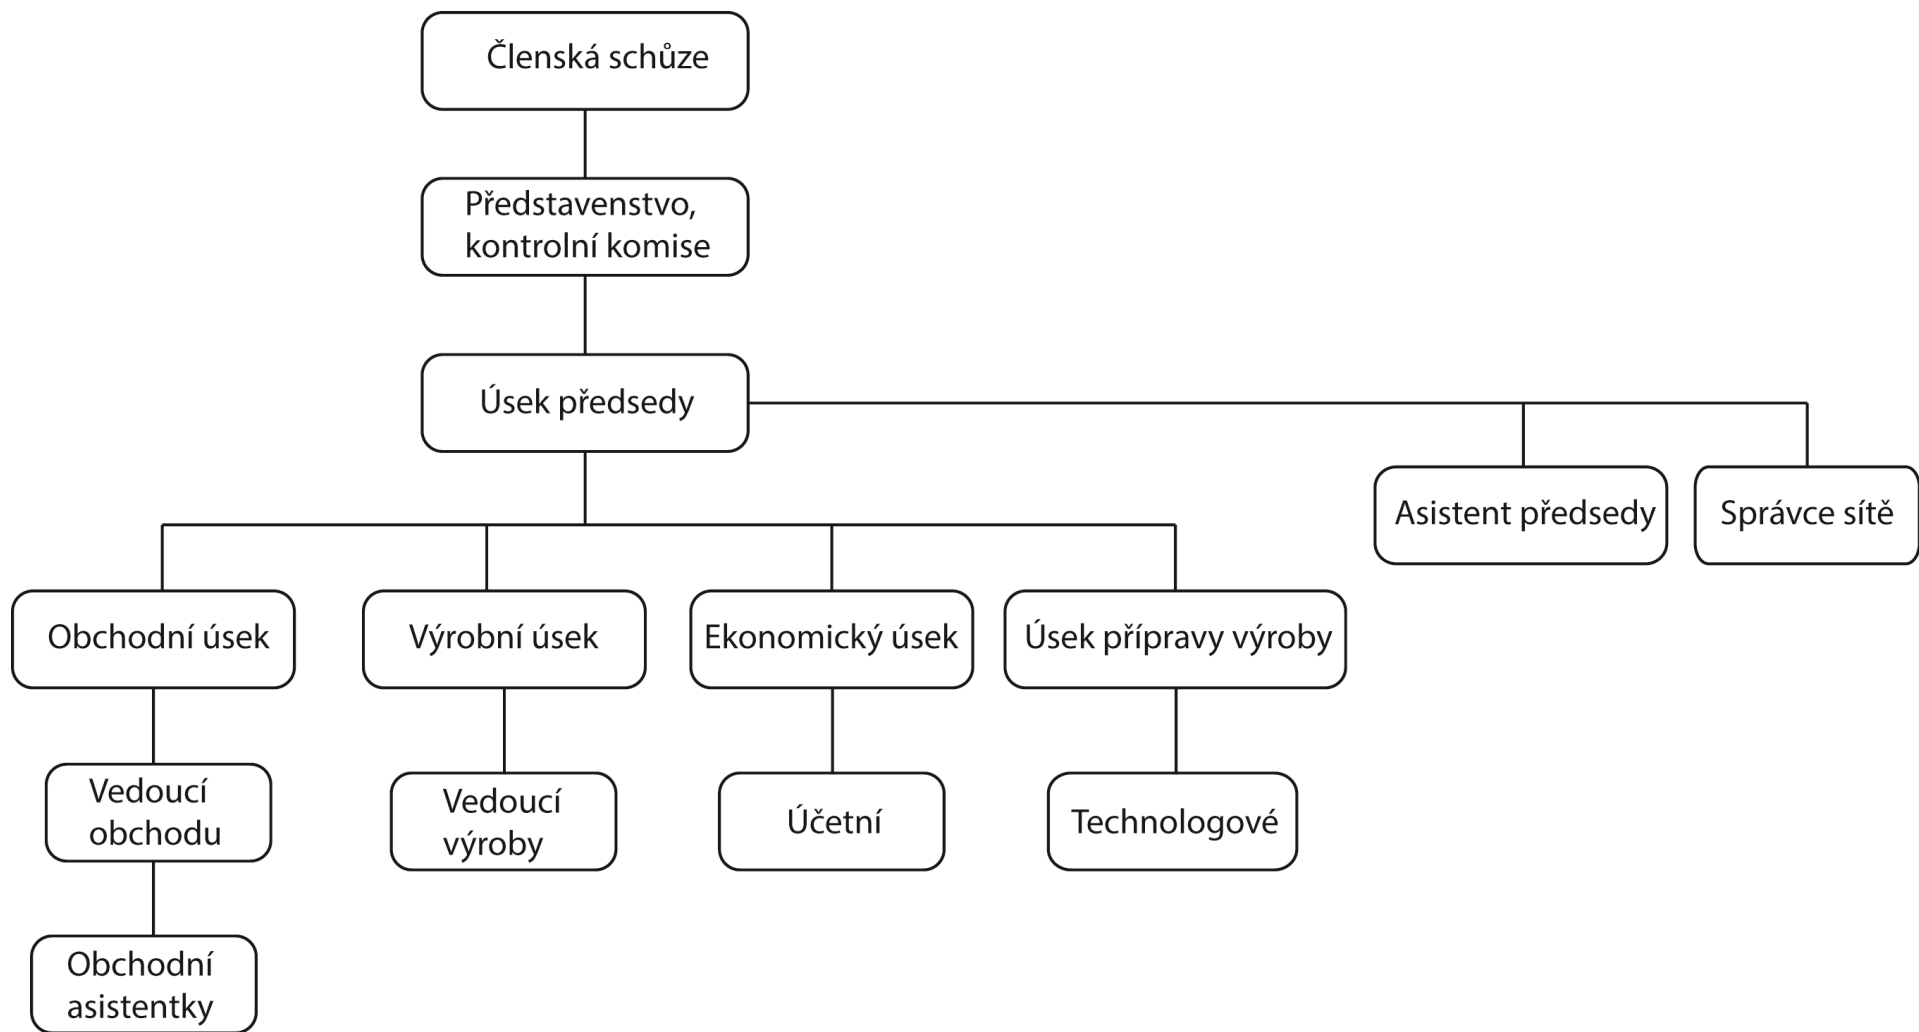 Členská schůze
Představenstvo,
kontrolní komise
Úsek předsedy
Asistent předsedy
Správce sítě
Obchodní úsek
Výrobní úsek
Ekonomický úsek
Úsek přípravy výroby
Vedoucí
obchodu
Vedoucí
výroby
Účetní
Technologové
Obchodní
asistentky